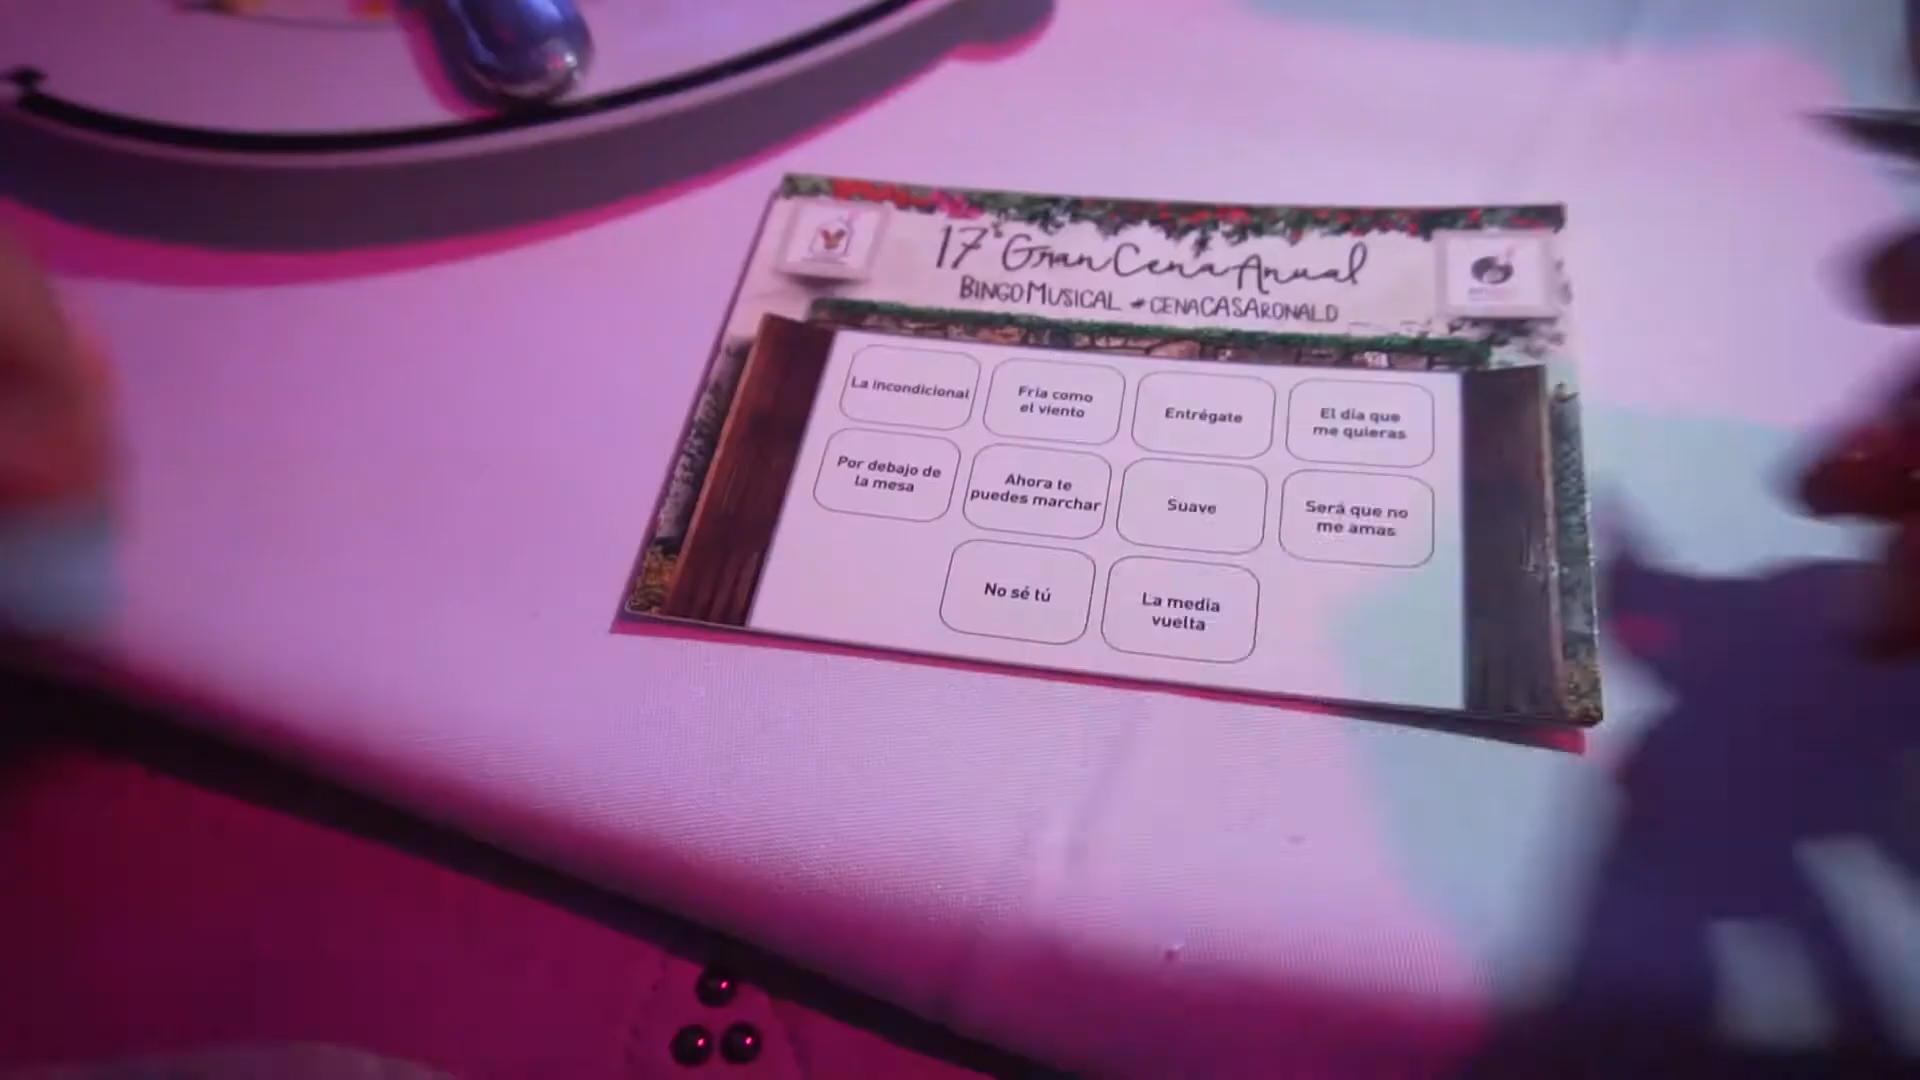 17ª Gran Cena Anual
BINGO MUSICAL #CENACASARONALD
La incondicional
Fría como
el viento
Entrégate
El día que
me quieras
Por debajo de
la mesa
Ahora te
puedes marchar
Suave
Será que no
me amas
No sé tú
La media
vuelta